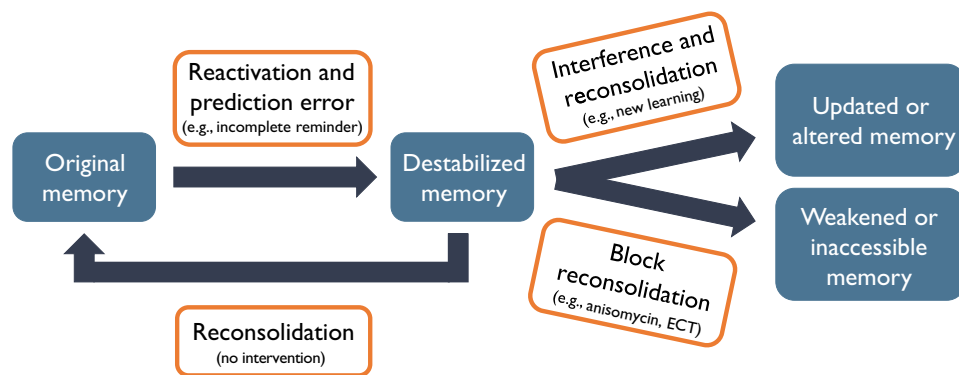 Reactivation and
prediction error
(e.g., incomplete reminder)
Interference and
reconsolidation
(e.g., new learning)
Updated or
altered memory
Original
memory
Destabilized
memory
Weakened or
inaccessible
memory
Block
reconsolidation
(e.g., anisomycin, ECT)
Reconsolidation
(no intervention)